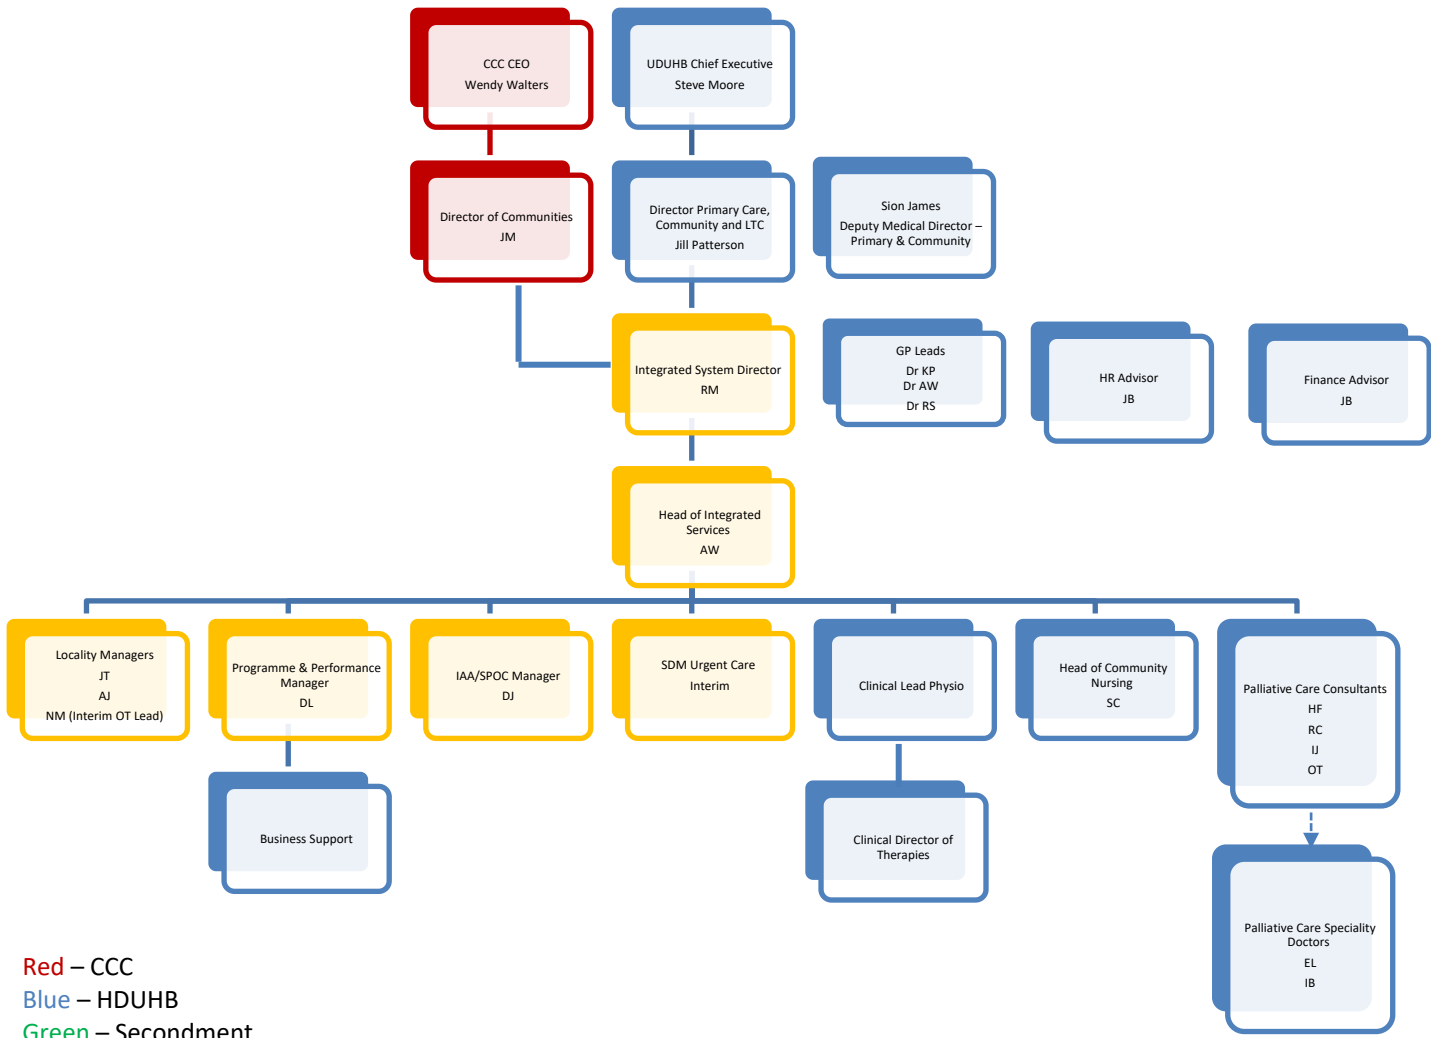 CCC CEO
Wendy Walters
UDUHB Chief Executive
Steve Moore
Director of Communities
JM
Director Primary Care,
Community and LTC
Jill Patterson
Sion James
Deputy Medical Director –
Primary & Community
Integrated System Director
RM
GP Leads
Dr KP
Dr AW
Dr RS
HR Advisor
JB
Finance Advisor
JB
Head of Integrated
Services
AW
Locality Managers
JT
AJ
NM (Interim OT Lead)
Programme & Performance
Manager
DL
IAA/SPOC Manager
DJ
SDM Urgent Care
Interim
Clinical Lead Physio
Head of Community
Nursing
SC
Palliative Care Consultants
HF
RC
IJ
OT
Business Support
Clinical Director of
Therapies
Palliative Care Speciality
Doctors
EL
IB
Red – CCC
Blue – HDUHB
Green – Secondment